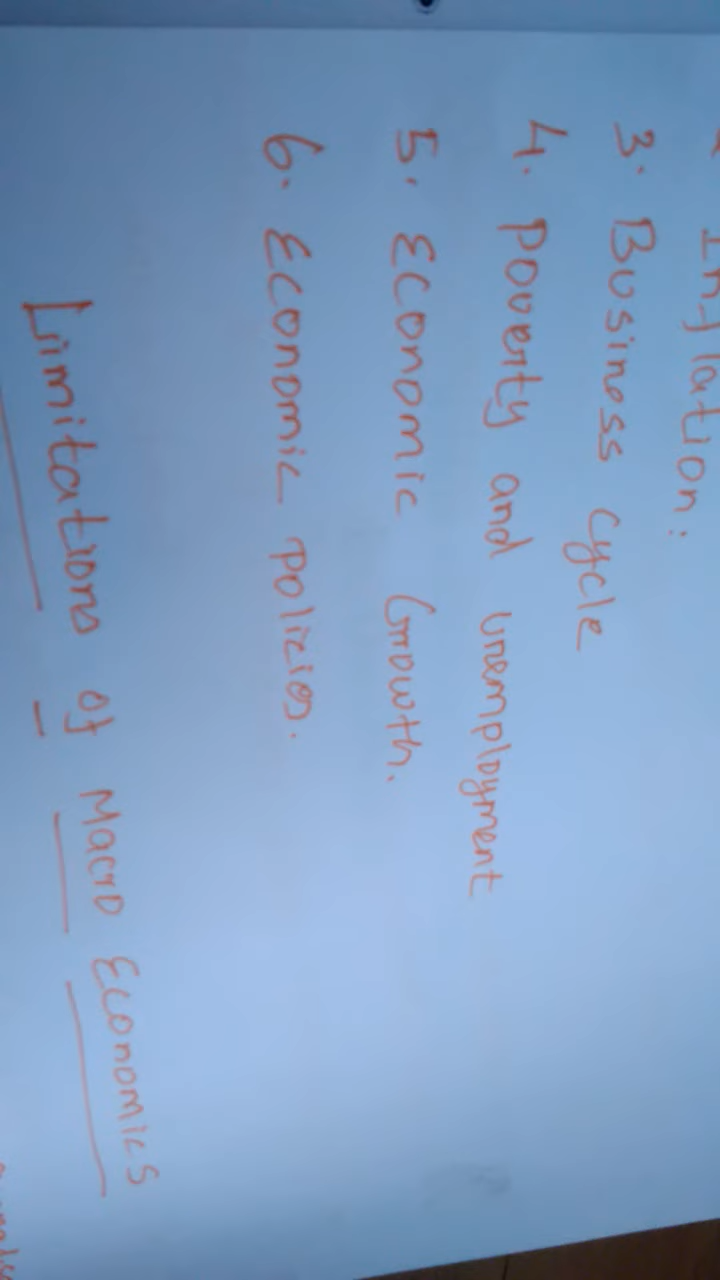 Inflation:
3. Business cycle
4. Poverty and unemployment
5. Economic Growth.
6. Economic policies.
Limitations of Macro Economics